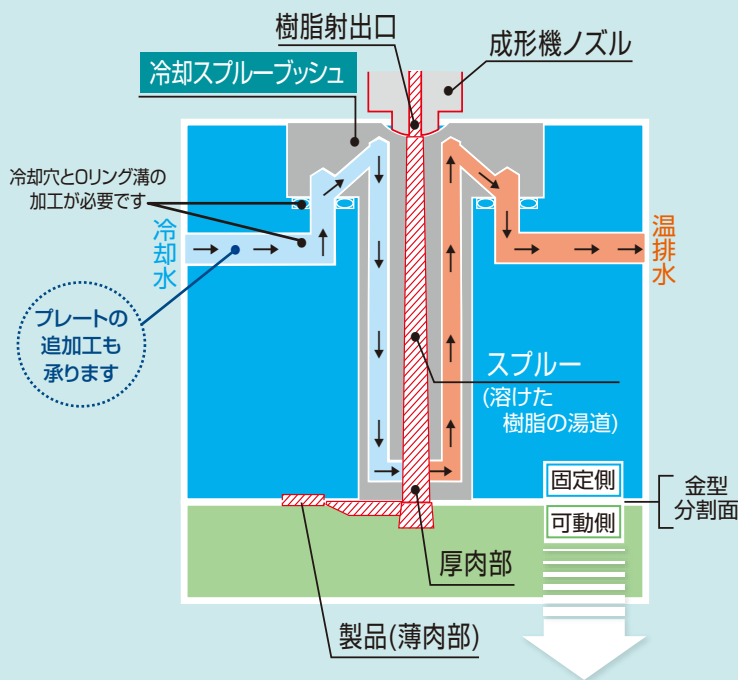 樹脂射出口
成形機ノズル
冷却スプルーブッシュ
冷却穴とOリング溝の
加工が必要です
冷却水
温排水
プレートの
追加工も
承ります
スプルー
(溶けた
樹脂の湯道)
固定側
可動側
金型
分割面
厚肉部
製品(薄肉部)